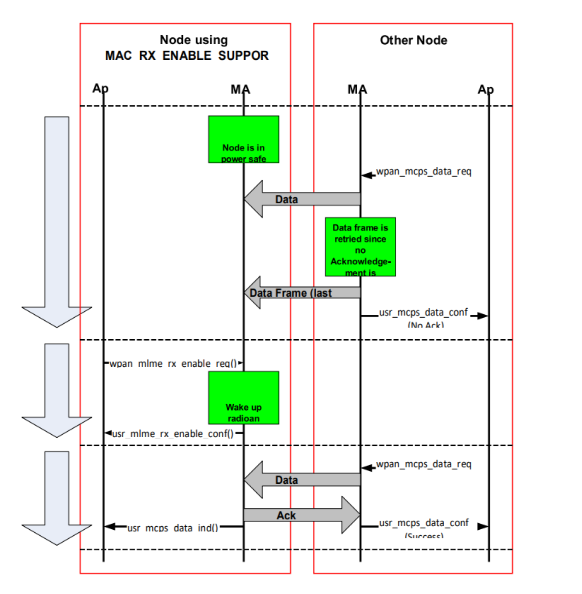 Node using
MAC RX ENABLE SUPPOR
Other Node
Ap
MA
MA
Ap
Node is in
power safe
wpan_mcps_data_req
Data
Data frame is
retried since
no
Acknowledge-
ment is
Data Frame (last
usr_mcps_data_conf
(No Ack)
wpan_mlme_rx_enable_req()
Wake up
radioan
usr_mlme_rx_enable_conf()
wpan_mcps_data_req
Data
Ack
usr_mcps_data_ind()
usr_mcps_data_conf
(Success)